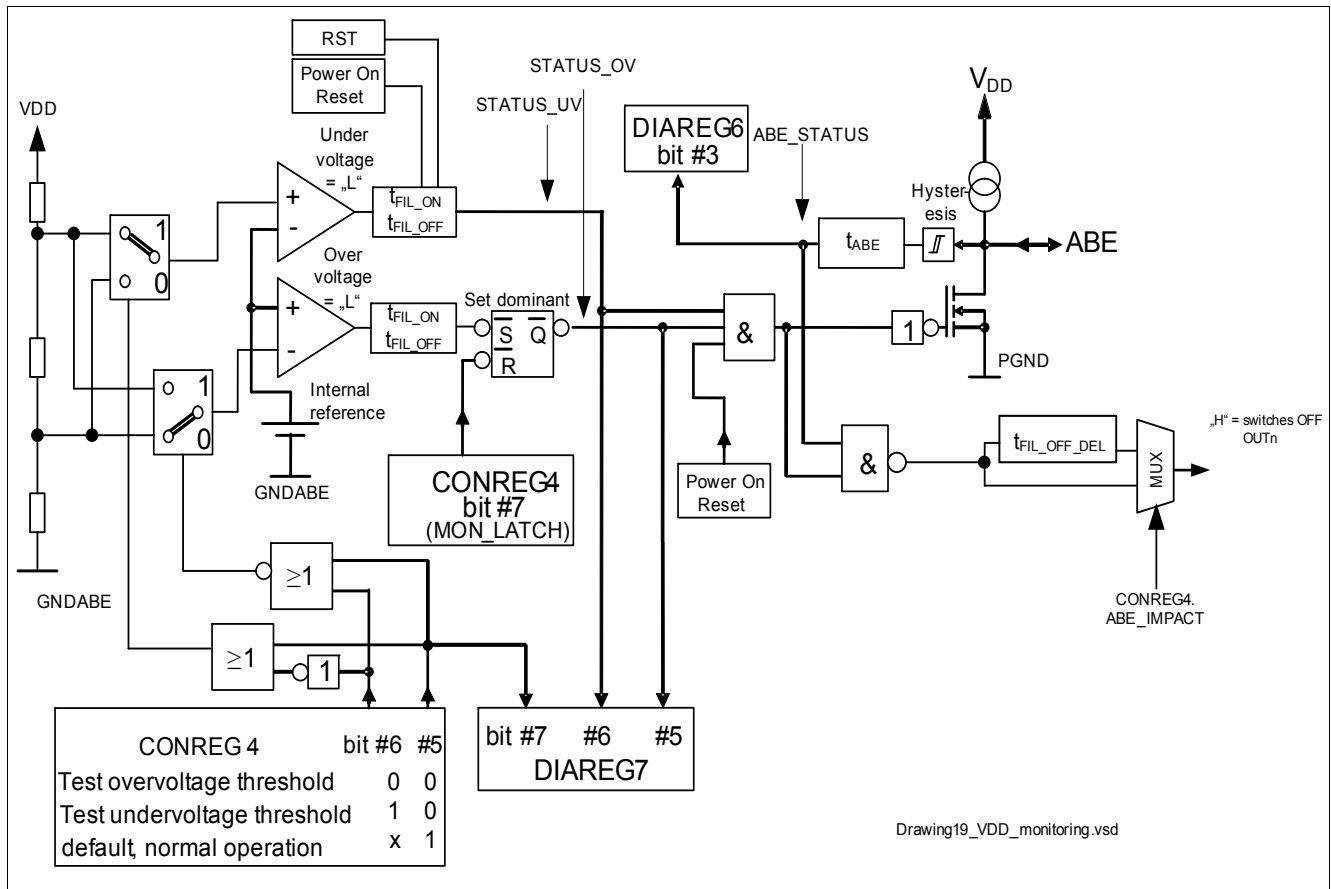 RST
Power On
Reset
STATUS_OV
STATUS_UV
VDD
Under
voltage
= „L“
+
-
tFIL_ON
tFIL_OFF
1
0
Over
voltage
= „L“
+
-
tFIL_ON
tFIL_OFF
Set dominant
S Q
R
1
0
Internal
reference
GNDABE
CONREG4
bit #7
(MON_LATCH)
DIAREG6
bit #3
ABE_STATUS
VDD
Hyster-
esis
tABE
ABE
&
1
PGND
Power On
Reset
&
tFIL_OFF_DEL
MUX
„H“ = switches OFF
OUTn
CONREG4.
ABE_IMPACT
GNDABE
≥1
≥1
1
CONREG 4 bit #6 #5
Test overvoltage threshold 0 0
Test undervoltage threshold 1 0
default, normal operation x 1
bit #7 #6 #5
DIAREG7
Drawing19_VDD_monitoring.vsd